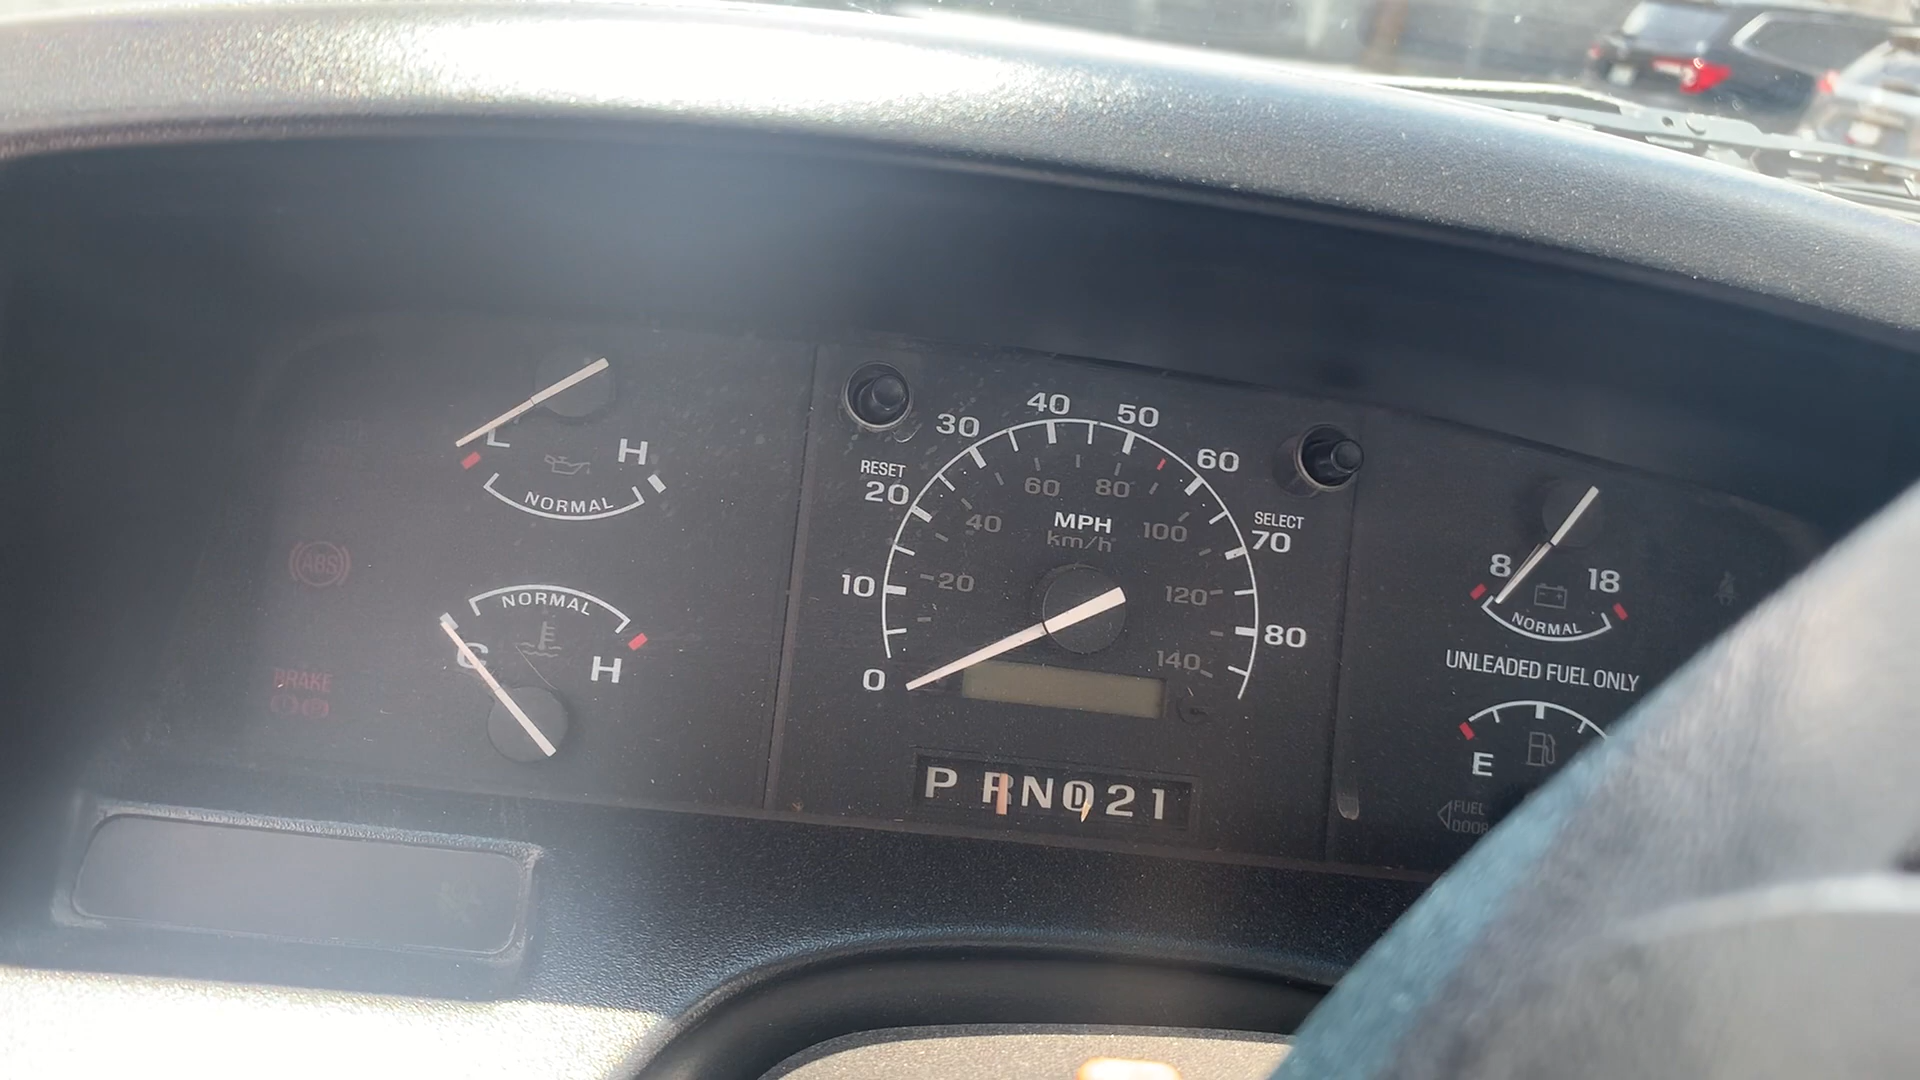 L H
NORMAL
ABS
NORMAL
C H
BRAKE
RESET
0 10 20 30 40 50 60 70 80
20 40 60 80 100 120 140
MPH
km/h
SELECT
P R N D 2 1
8 18
NORMAL
UNLEADED FUEL ONLY
E
FUEL
DOOR